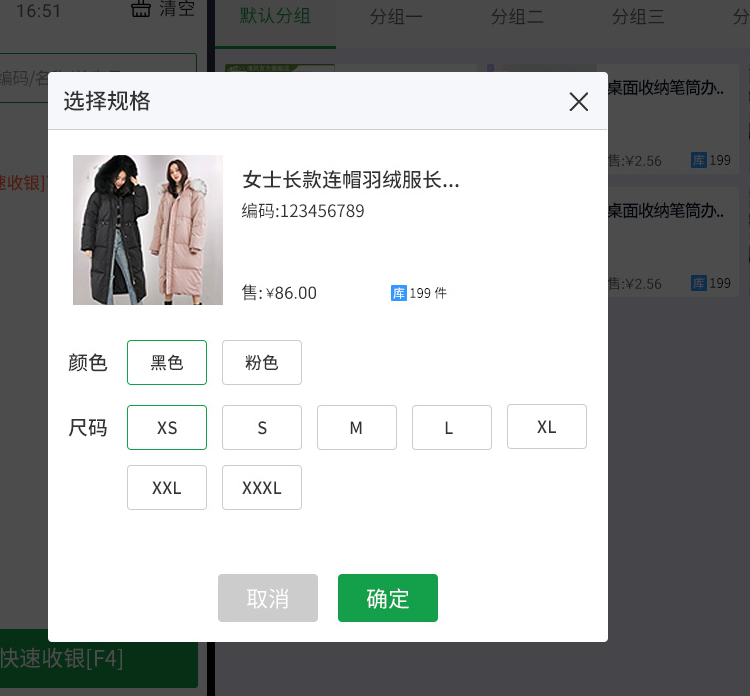 16:51
清空
默认分组
分组一
分组二
分组三
分
编码/名
选择规格
桌面收纳笔筒办..
女士长款连帽羽绒服长...
编码:123456789
售:¥2.56
库 199
速收银]
桌面收纳笔筒办..
售: ¥86.00
库 199 件
售:¥2.56
库 199
颜色
黑色
粉色
尺码
XS
S
M
L
XL
XXL
XXXL
取消
确定
快速收银[F4]